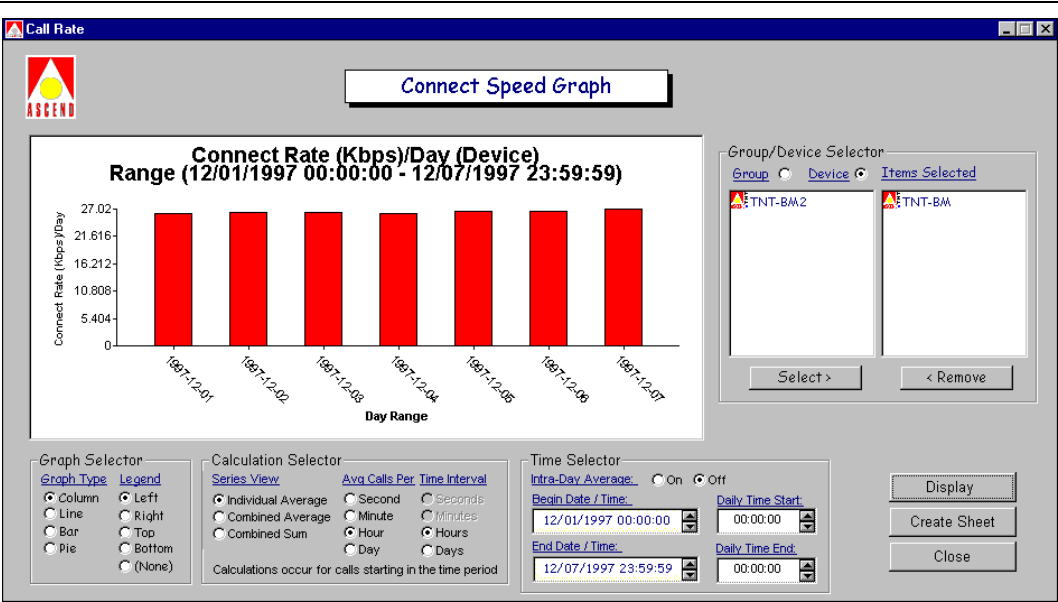 Call Rate
ASCEND
Connect Speed Graph
Connect Rate (Kbps)/Day (Device)
Range (12/01/1997 00:00:00 - 12/07/1997 23:59:59)
Connect Rate (Kbps)/Day
27.02
21.616
16.212
10.808
5.404
0
1997-12-01
1997-12-02
1997-12-03
1997-12-04
1997-12-05
1997-12-06
1997-12-07
Day Range
Group/Device Selector
Group Device Items Selected
TNT-BM2 TNT-BM
Select > < Remove
Graph Selector
Graph Type Legend
Column Left
Line Right
Bar Top
Pie Bottom
(None)
Calculation Selector
Series View Avg Calls Per Time Interval
Individual Average Second Seconds
Combined Average Minute Minutes
Combined Sum Hour Hours
Day Days
Calculations occur for calls starting in the time period
Time Selector
Intra-Day Average: On Off
Begin Date / Time: Daily Time Start:
12/01/1997 00:00:00 00:00:00
End Date / Time: Daily Time End:
12/07/1997 23:59:59 00:00:00
Display
Create Sheet
Close